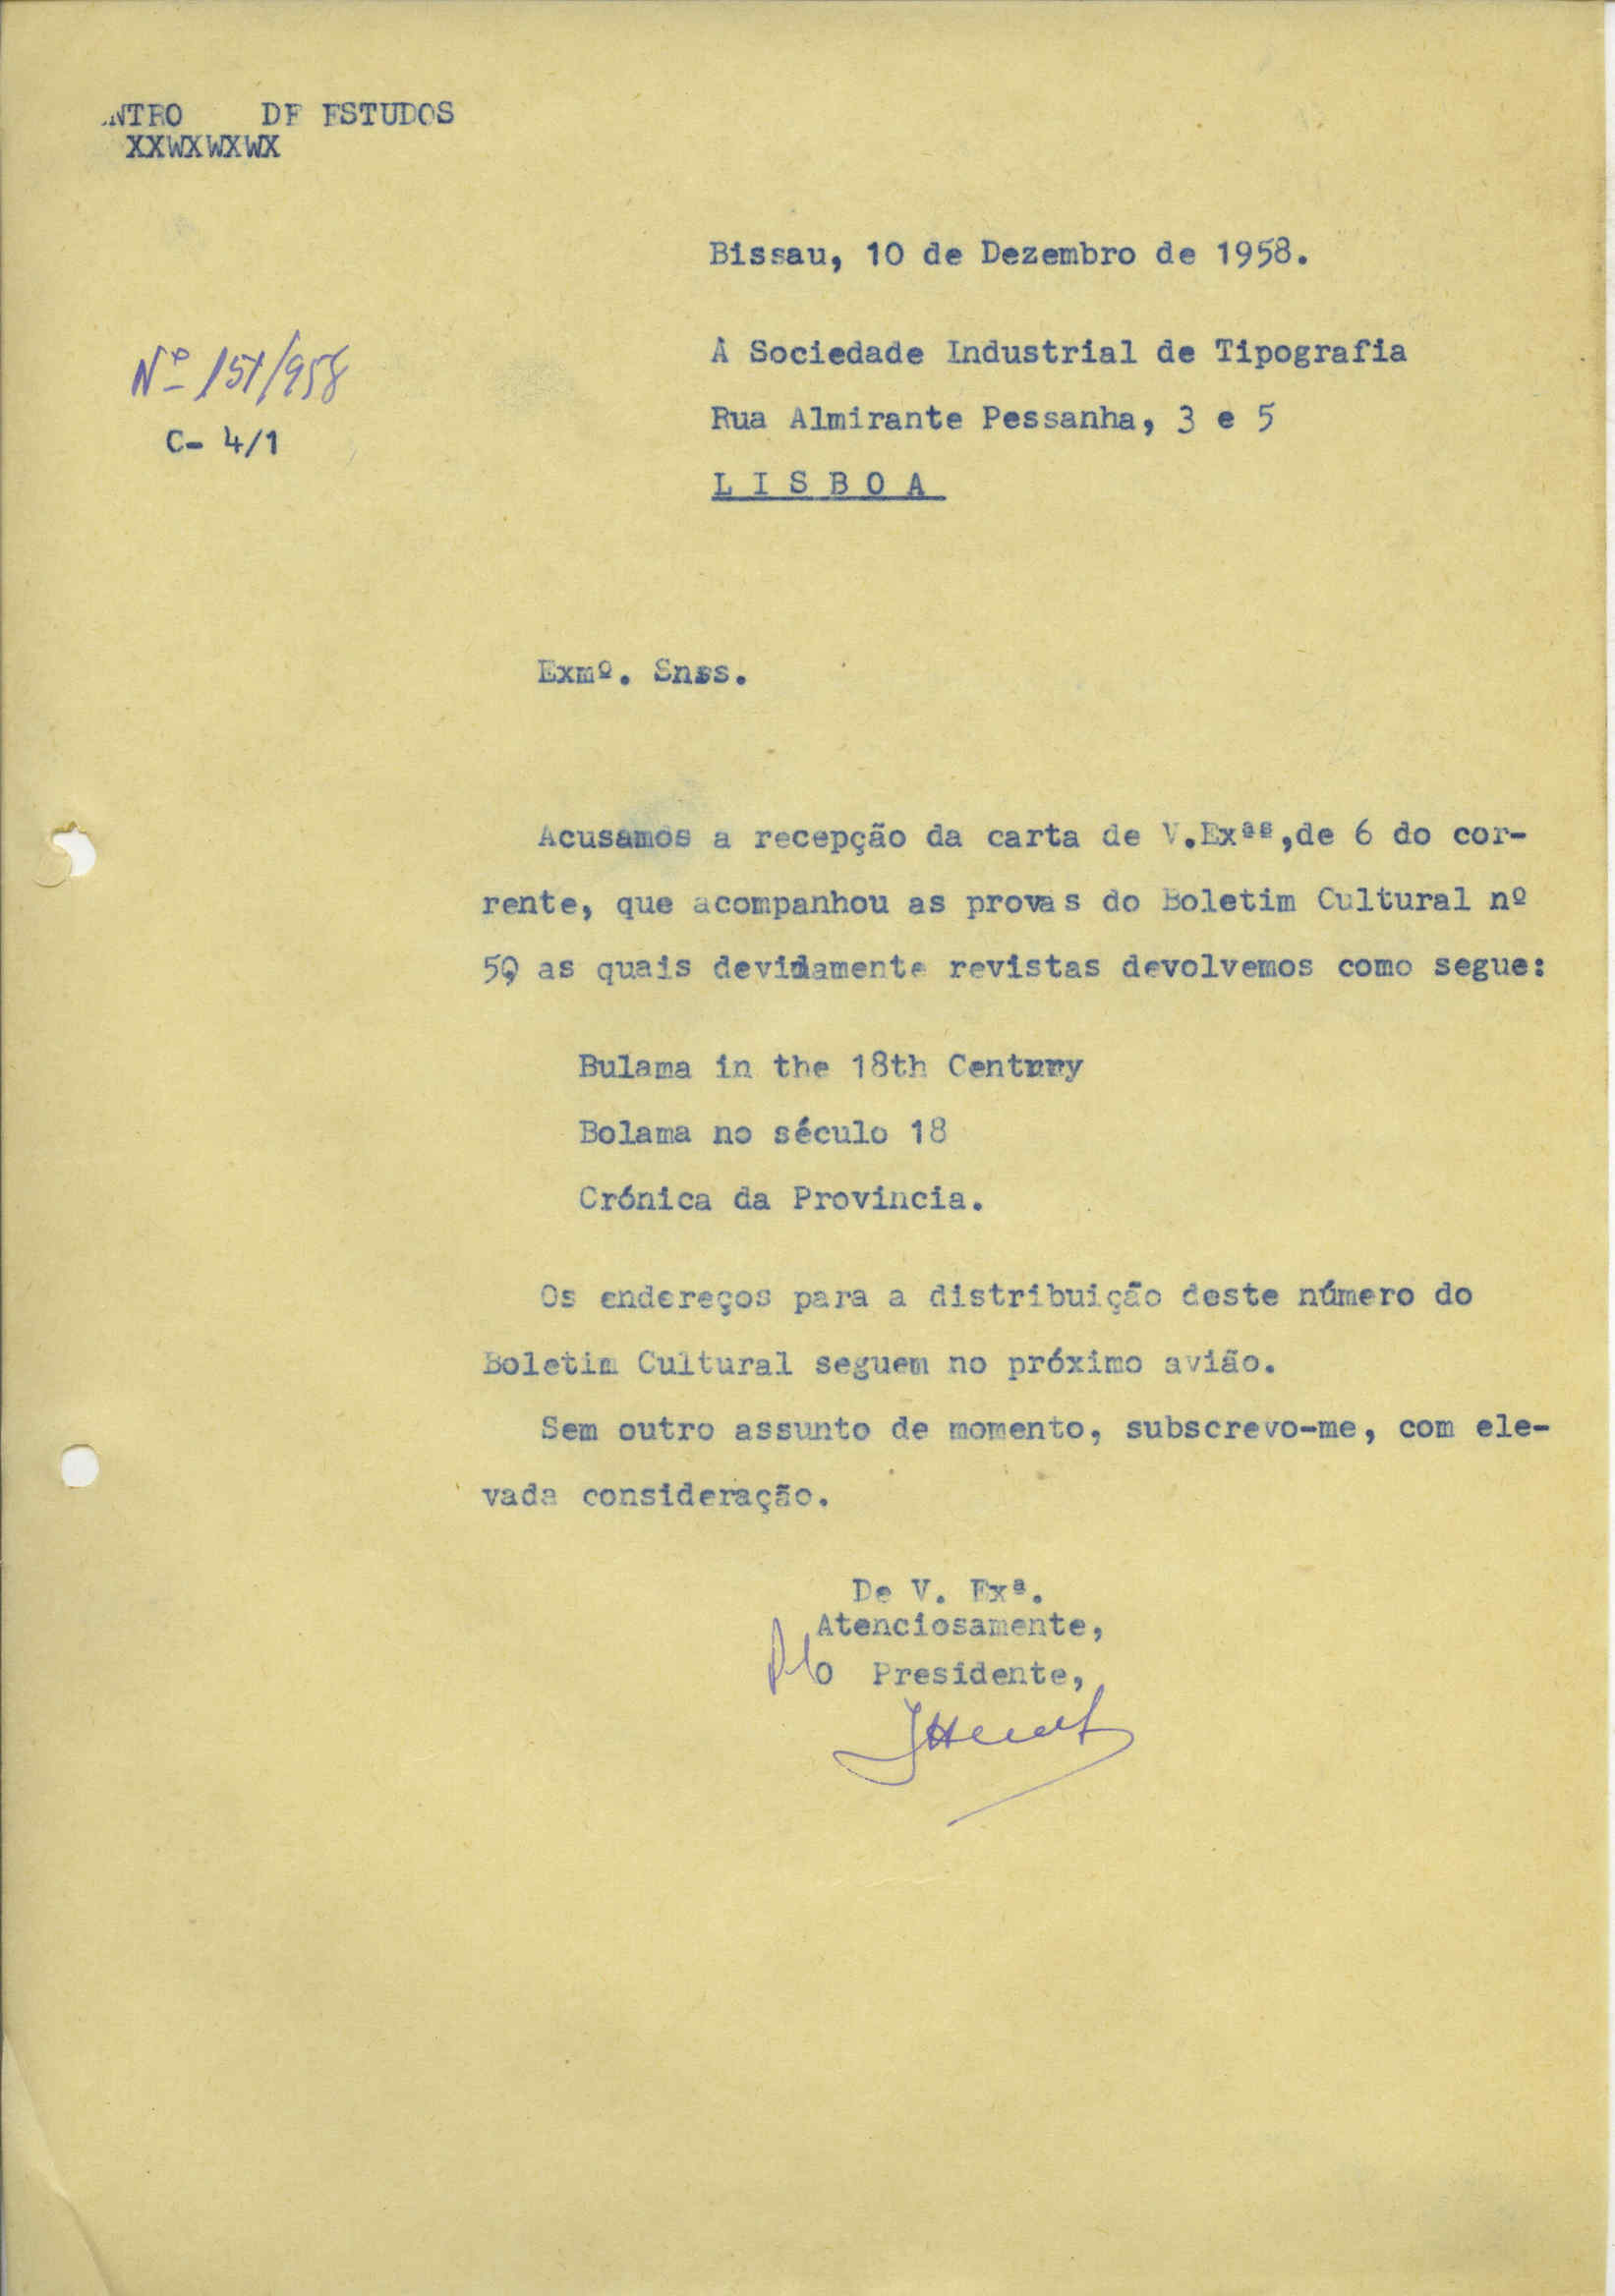 NTRO DE ESTUDOS
XXWXWXWX
Bissau, 10 de Dezembro de 1958.
Nº 151/958
À Sociedade Industrial de Tipografia
C- 4/1
Rua Almirante Pessanha, 3 e 5
L I S B O A
Exmº. Snrs.
Acusamos a recepção da carta de V.Exªs,de 6 do cor-
rente, que acompanhou as provas do Boletim Cultural nº
50, as quais devidamente revistas devolvemos como segue:
Bulama in the 18th Century
Bolama no século 18
Crónica da Provincia.
Os endereços para a distribuição deste número do
Boletim Cultural seguem no próximo avião.
Sem outro assunto de momento, subscrevo-me, com ele-
vada consideração.
De V. Exª.
Atenciosamente,
Plo Presidente,